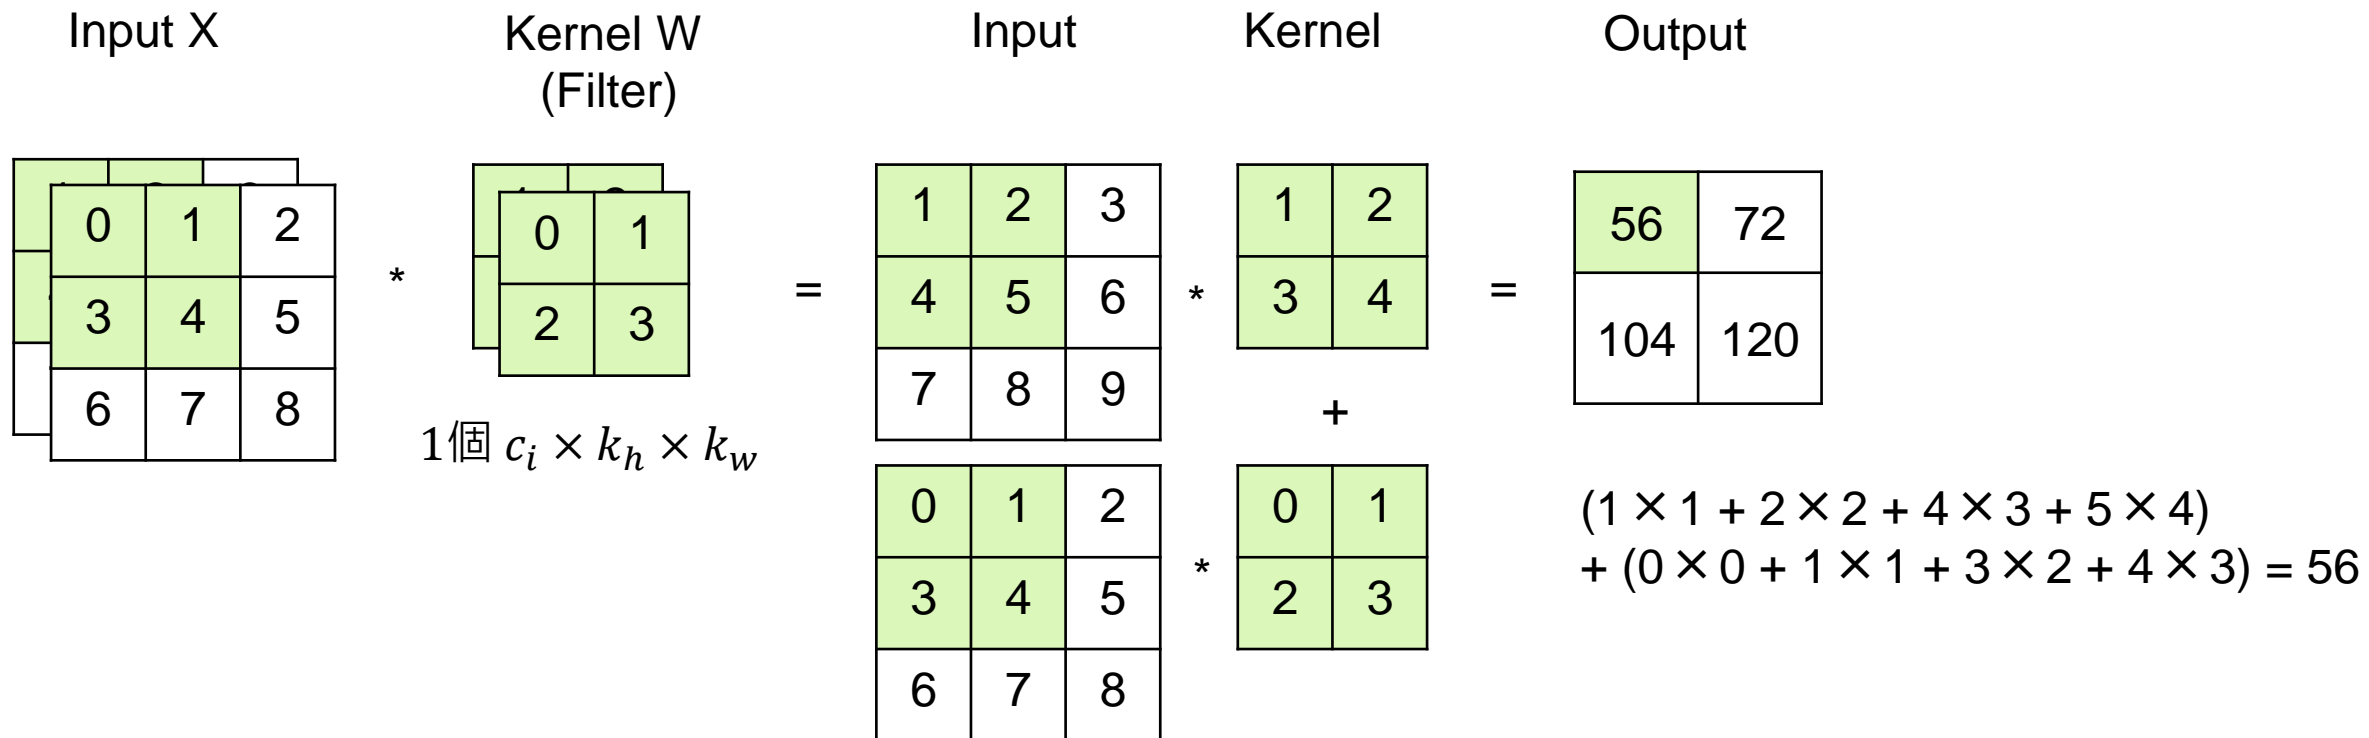 Input X
Kernel W
(Filter)
Input
Kernel
Output
0 1 2
3 4 5
6 7 8
*
0 1
2 3
1個 c_i × k_h × k_w
=
1 2 3
4 5 6
7 8 9
*
1 2
3 4
+
0 1 2
3 4 5
6 7 8
*
0 1
2 3
=
56 72
104 120
(1 × 1 + 2 × 2 + 4 × 3 + 5 × 4)
+ (0 × 0 + 1 × 1 + 3 × 2 + 4 × 3) = 56